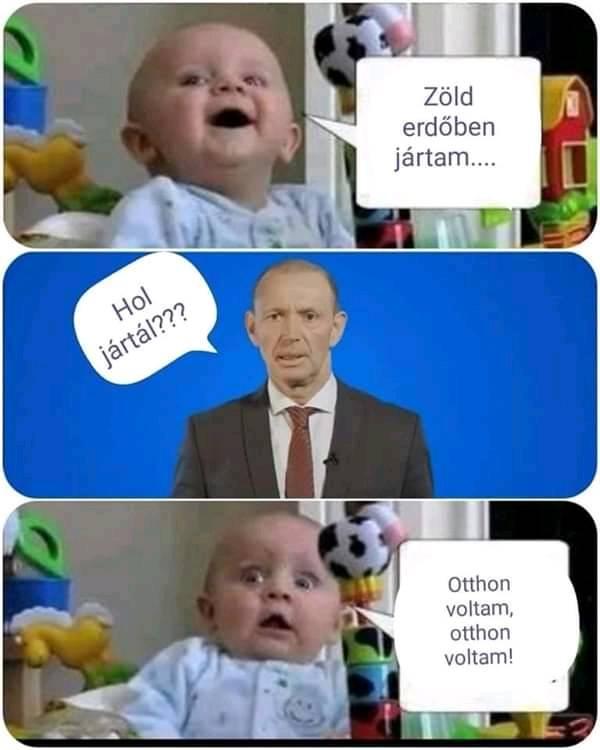 Zöld
erdőben
jártam....
Hol
jártál???
Otthon
voltam,
otthon
voltam!